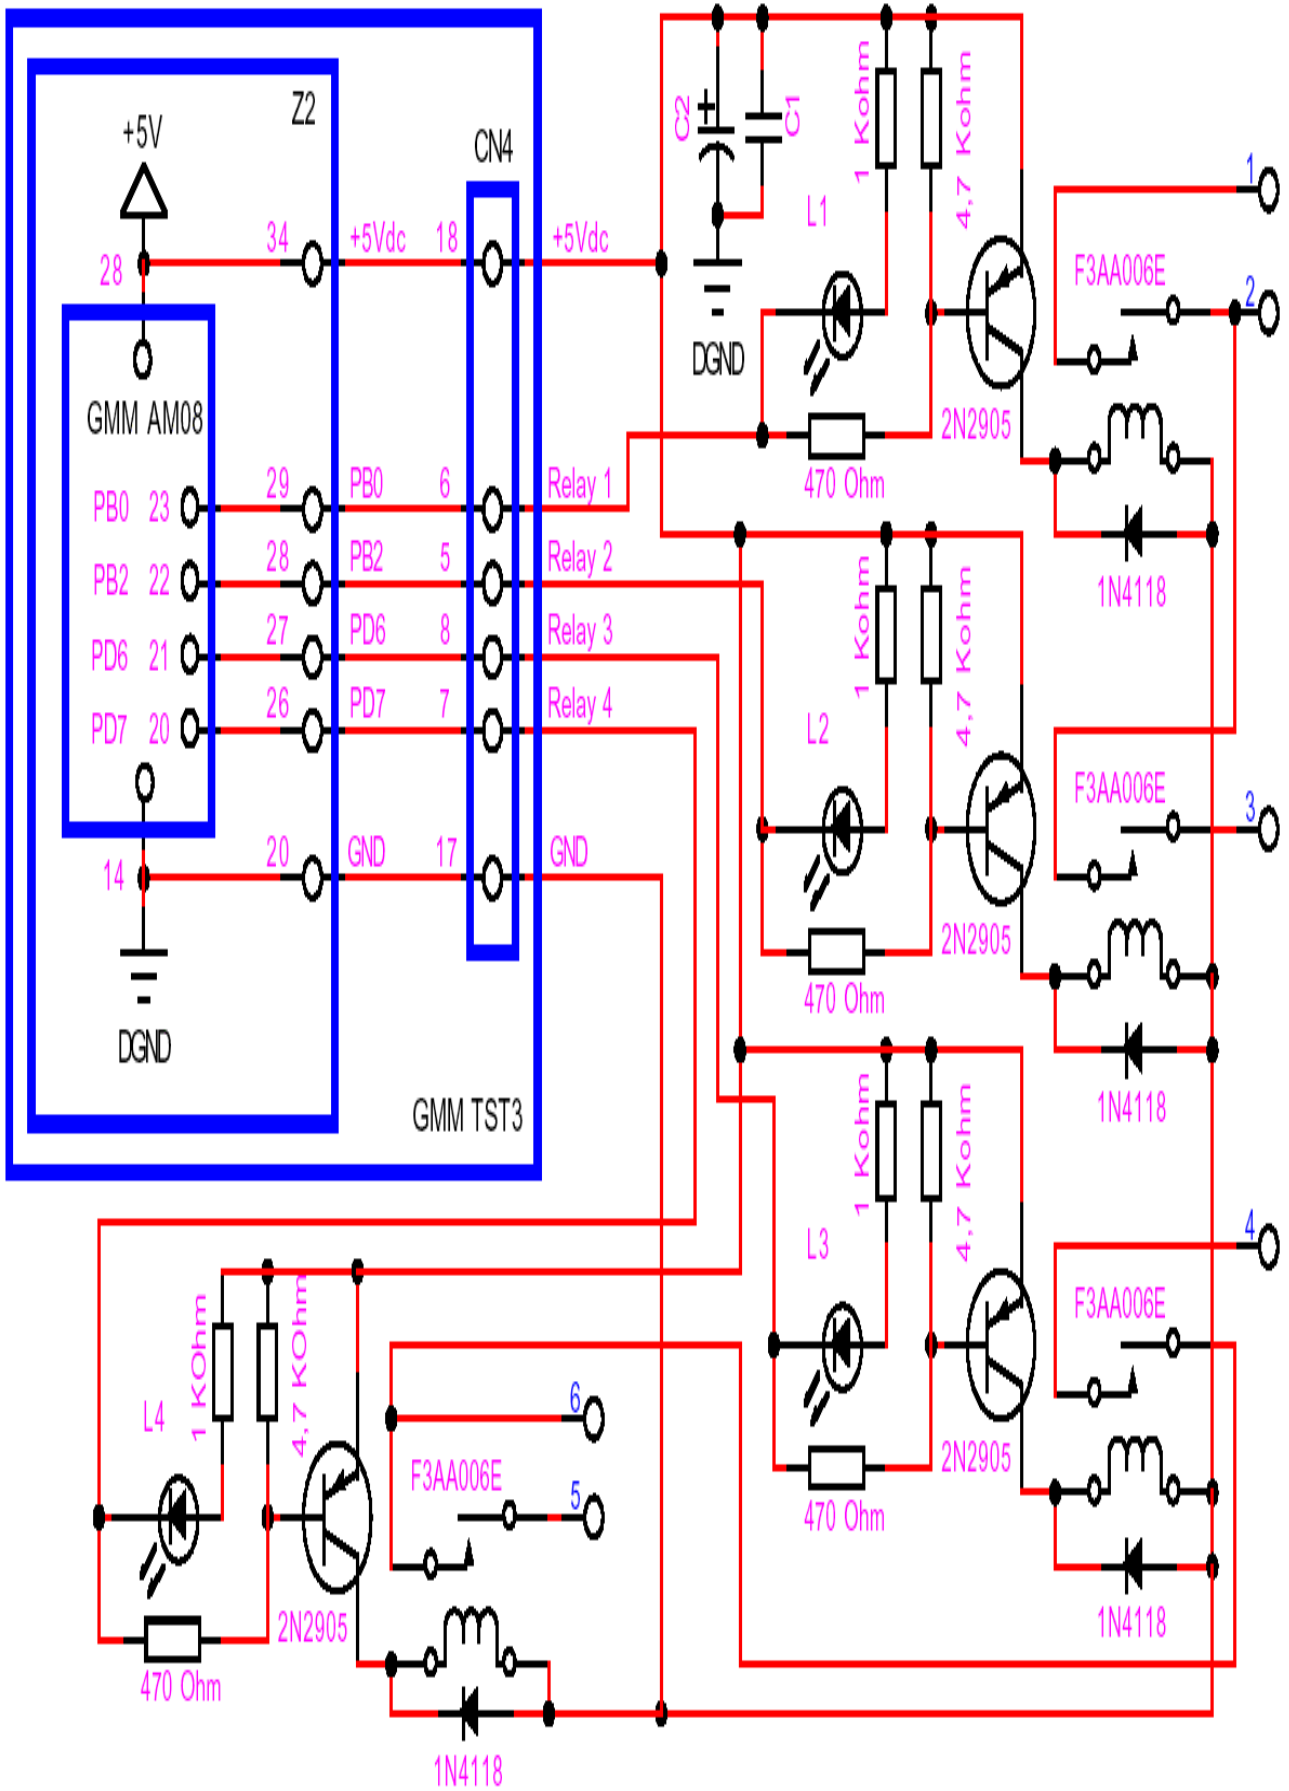 Z2
+5V
CN4
34
+5Vdc
18
+5Vdc
28
GMM AM08
PB0 23
29
PB0
6
Relay 1
PB2 22
28
PB2
5
Relay 2
PD6 21
27
PD6
8
Relay 3
PD7 20
26
PD7
7
Relay 4
14
20
GND
17
GND
DGND
GMM TST3
C2
+
C1
DGND
1 Kohm
4,7 Kohm
L1
470 Ohm
2N2905
F3AA006E
1N4118
1
2
1 Kohm
4,7 Kohm
L2
470 Ohm
2N2905
F3AA006E
1N4118
3
1 Kohm
4,7 Kohm
L3
470 Ohm
2N2905
F3AA006E
1N4118
4
1 KOhm
4,7 KOhm
L4
470 Ohm
2N2905
F3AA006E
1N4118
6
5